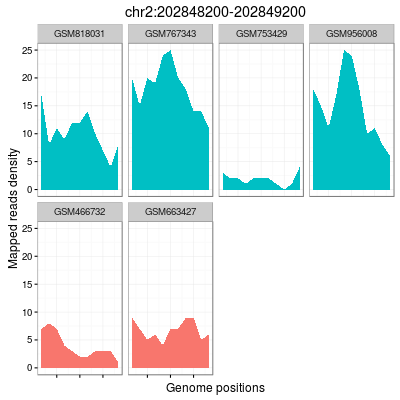 chr2:202848200-202849200
GSM818031 GSM767343 GSM753429 GSM956008
25
20
15
10
5
0
Mapped reads density
GSM466732 GSM663427
25
20
15
10
5
0
Genome positions